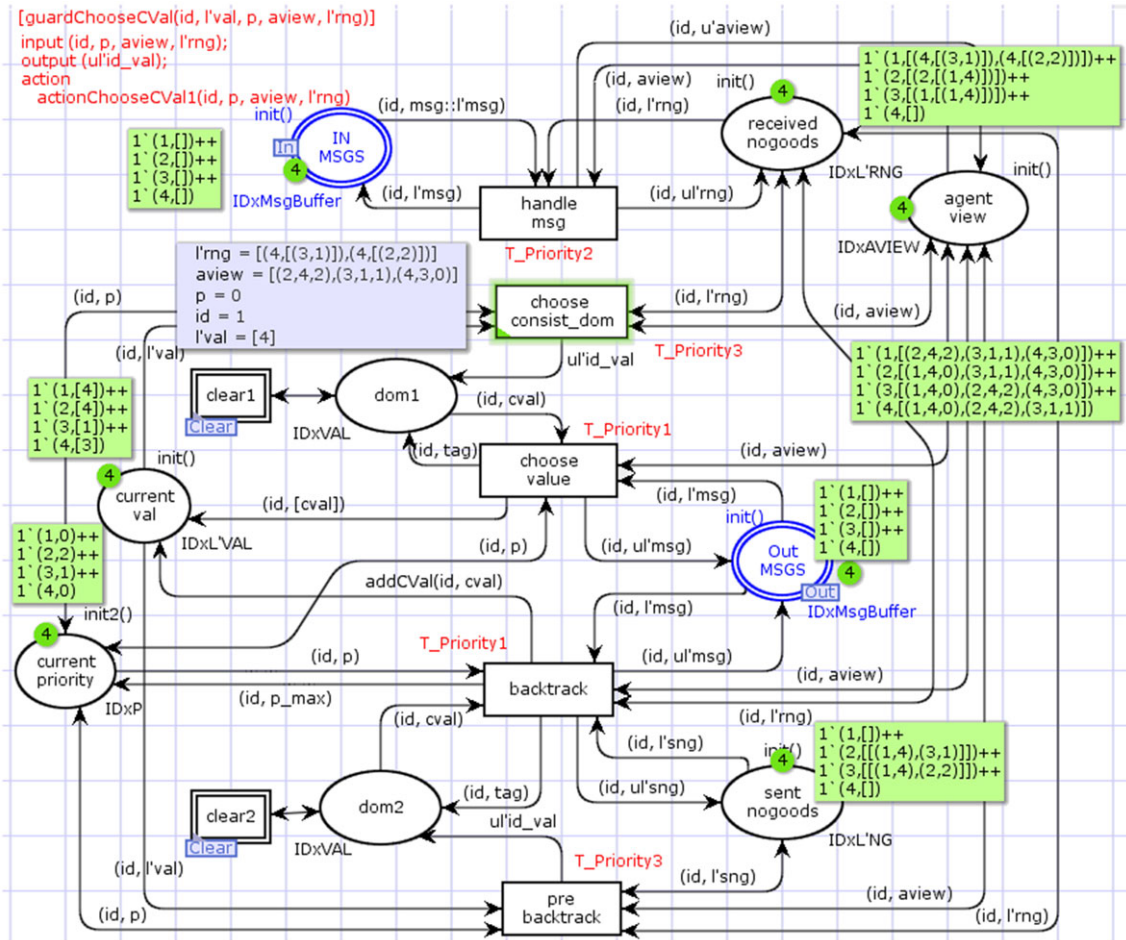 [guardChooseCVal(id, l'val, p, aview, l'rng)]
input (id, p, aview, l'rng);
output (ul'id_val);
action
actionChooseCVal1(id, p, aview, l'rng)
(id, u'aview)
(id, aview)
(id, l'rng)
(id, msg::l'msg)
init()
1`(1,[(4,[(3,1)]),(4,[(2,2)])])++
1`(2,[(2,[(1,4)])])++
1`(3,[(1,[(1,4)])])++
1`(4,[])
4
received
nogoods
IDxL'RNG
init()
IN
MSGS
In
4
IDxMsgBuffer
1`(1,[])++
1`(2,[])++
1`(3,[])++
1`(4,[])
(id, l'msg)
handle
msg
(id, ul'rng)
T_Priority2
init()
4
agent
view
IDxAVIEW
l'rng = [(4,[(3,1)]),(4,[(2,2)])]
aview = [(2,4,2),(3,1,1),(4,3,0)]
p = 0
id = 1
l'val = [4]
(id, p)
choose
consist_dom
(id, l'rng)
(id, aview)
T_Priority3
(id, l'val)
ul'id_val
1`(1,[(2,4,2),(3,1,1),(4,3,0)])++
1`(2,[(1,4,0),(3,1,1),(4,3,0)])++
1`(3,[(1,4,0),(2,4,2),(4,3,0)])++
1`(4,[(1,4,0),(2,4,2),(3,1,1)])
1`(1,[4])++
1`(2,[4])++
1`(3,[1])++
1`(4,[3])
clear1
Clear
dom1
IDxVAL
(id, cval)
T_Priority1
(id, tag)
choose
value
(id, aview)
init()
4
current
val
IDxL'VAL
(id, [cval])
(id, l'msg)
init()
1`(1,[])++
1`(2,[])++
1`(3,[])++
1`(4,[])
1`(1,0)++
1`(2,2)++
1`(3,1)++
1`(4,0)
(id, p)
(id, ul'msg)
Out
MSGS
4
Out
IDxMsgBuffer
addCVal(id, cval)
(id, l'msg)
init2()
4
current
priority
IDxP
T_Priority1
(id, p)
(id, ul'msg)
(id, p_max)
backtrack
(id, aview)
(id, l'rng)
(id, cval)
(id, l'sng)
init()
4
1`(1,[])++
1`(2,[[(1,4),(3,1)]])++
1`(3,[[(1,4),(2,2)]])++
1`(4,[])
sent
nogoods
IDxL'NG
clear2
Clear
dom2
IDxVAL
(id, tag)
(id, ul'sng)
ul'id_val
T_Priority3
(id, l'val)
(id, l'sng)
pre
backtrack
(id, aview)
(id, p)
(id, l'rng)